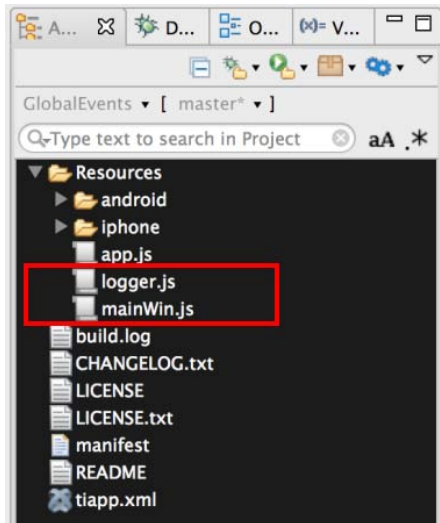 A... D... O... (x)= V...
GlobalEvents [ master* ]
Type text to search in Project aA .*
Resources
android
iphone
app.js
logger.js
mainWin.js
build.log
CHANGELOG.txt
LICENSE
LICENSE.txt
manifest
README
tiapp.xml